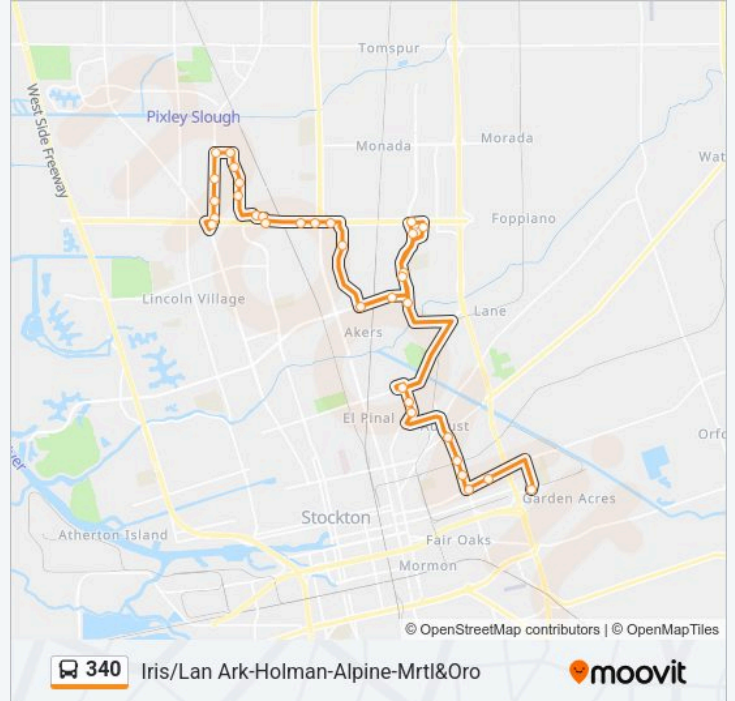 Tomspur
West Side Freeway
Pixley Slough
Monada
Morada
Wat
Foppiano
Lincoln Village
Lane
Akers
El Pinal
August
Orfo
Garden Acres
Stockton
Atherton Island
Fair Oaks
Mormon
© OpenStreetMap contributors | © OpenMapTiles
340 Iris/Lan Ark-Holman-Alpine-Mrtl&Oro
moovit